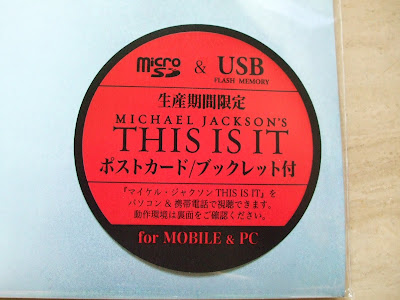 micro SD & USB
FLASH MEMORY
生産期間限定
MICHAEL JACKSON'S
THIS IS IT
ポストカード/ブックレット付
『マイケル・ジャクソン THIS IS IT』を
パソコン&携帯電話で視聴できます。
動作環境は裏面をご確認ください。
for MOBILE & PC